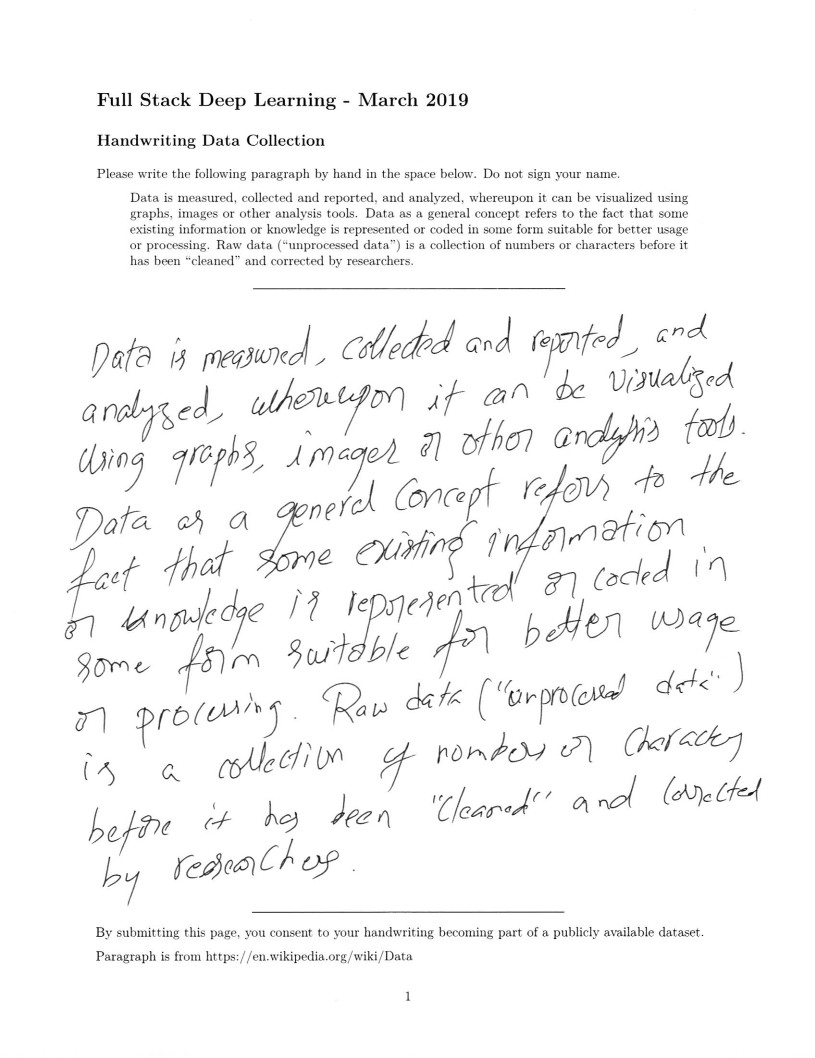 Full Stack Deep Learning - March 2019
Handwriting Data Collection
Please write the following paragraph by hand in the space below. Do not sign your name.
Data is measured, collected and reported, and analyzed, whereupon it can be visualized using
graphs, images or other analysis tools. Data as a general concept refers to the fact that some
existing information or knowledge is represented or coded in some form suitable for better usage
or processing. Raw data (“unprocessed data”) is a collection of numbers or characters before it
has been “cleaned” and corrected by researchers.
Data is measured, collected and reported, and
analyzed, whereupon it can be visualized
using graphs, images or other analysis tools.
Data as a general concept refers to the
fact that some existing information
or knowledge is represented or coded in
some form suitable for better usage
or processing. Raw data ("unprocessed data")
is a collection of numbers or characters
before it has been "cleaned" and corrected
by researchers.
By submitting this page, you consent to your handwriting becoming part of a publicly available dataset.
Paragraph is from https://en.wikipedia.org/wiki/Data
1